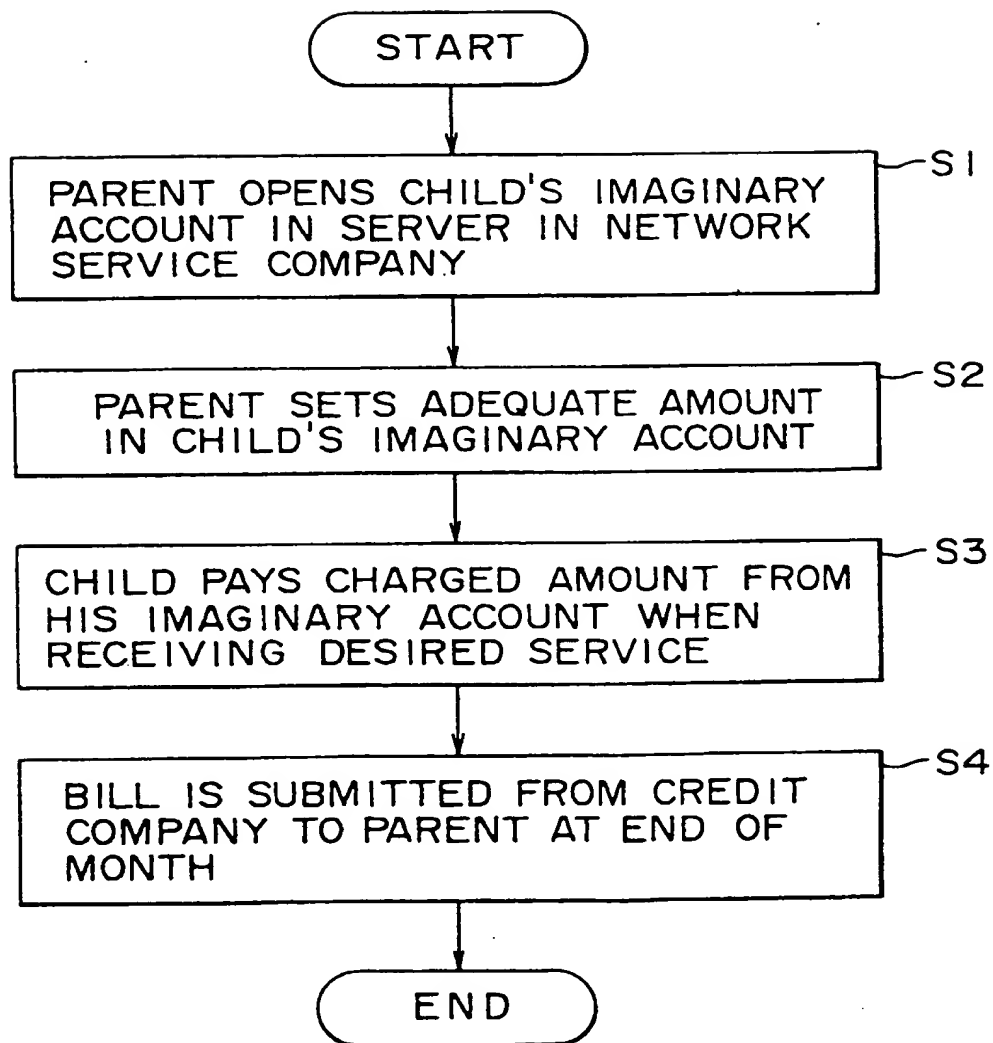 START
PARENT OPENS CHILD'S IMAGINARY
ACCOUNT IN SERVER IN NETWORK
SERVICE COMPANY
S1
PARENT SETS ADEQUATE AMOUNT
IN CHILD'S IMAGINARY ACCOUNT
S2
CHILD PAYS CHARGED AMOUNT FROM
HIS IMAGINARY ACCOUNT WHEN
RECEIVING DESIRED SERVICE
S3
BILL IS SUBMITTED FROM CREDIT
COMPANY TO PARENT AT END OF
MONTH
S4
END